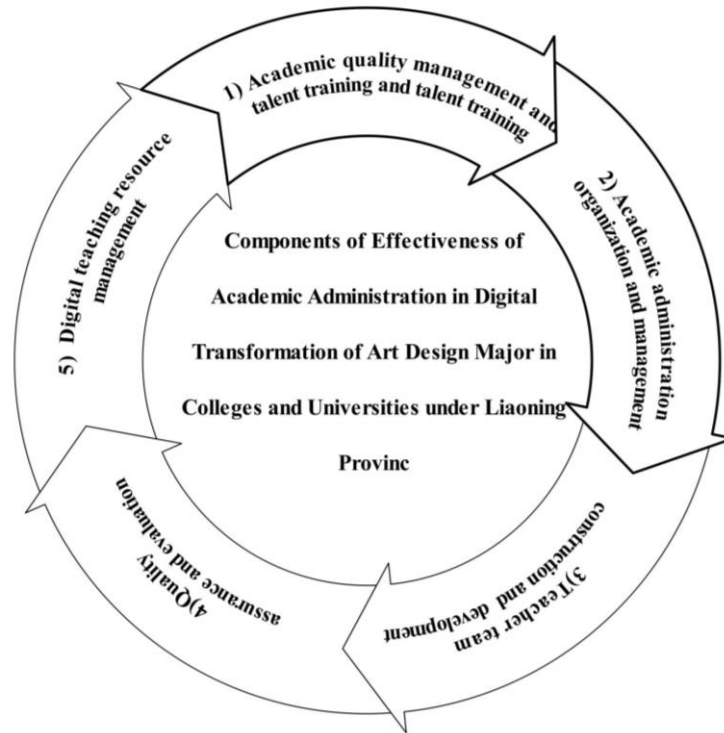 1) Academic quality management and
talent training and talent training
2) Academic administration
organization and management
3)Teacher team
construction and development
4)Quality
assurance and evaluation
5) Digital teaching resource
management
Components of Effectiveness of
Academic Administration in Digital
Transformation of Art Design Major in
Colleges and Universities under Liaoning
Provinc